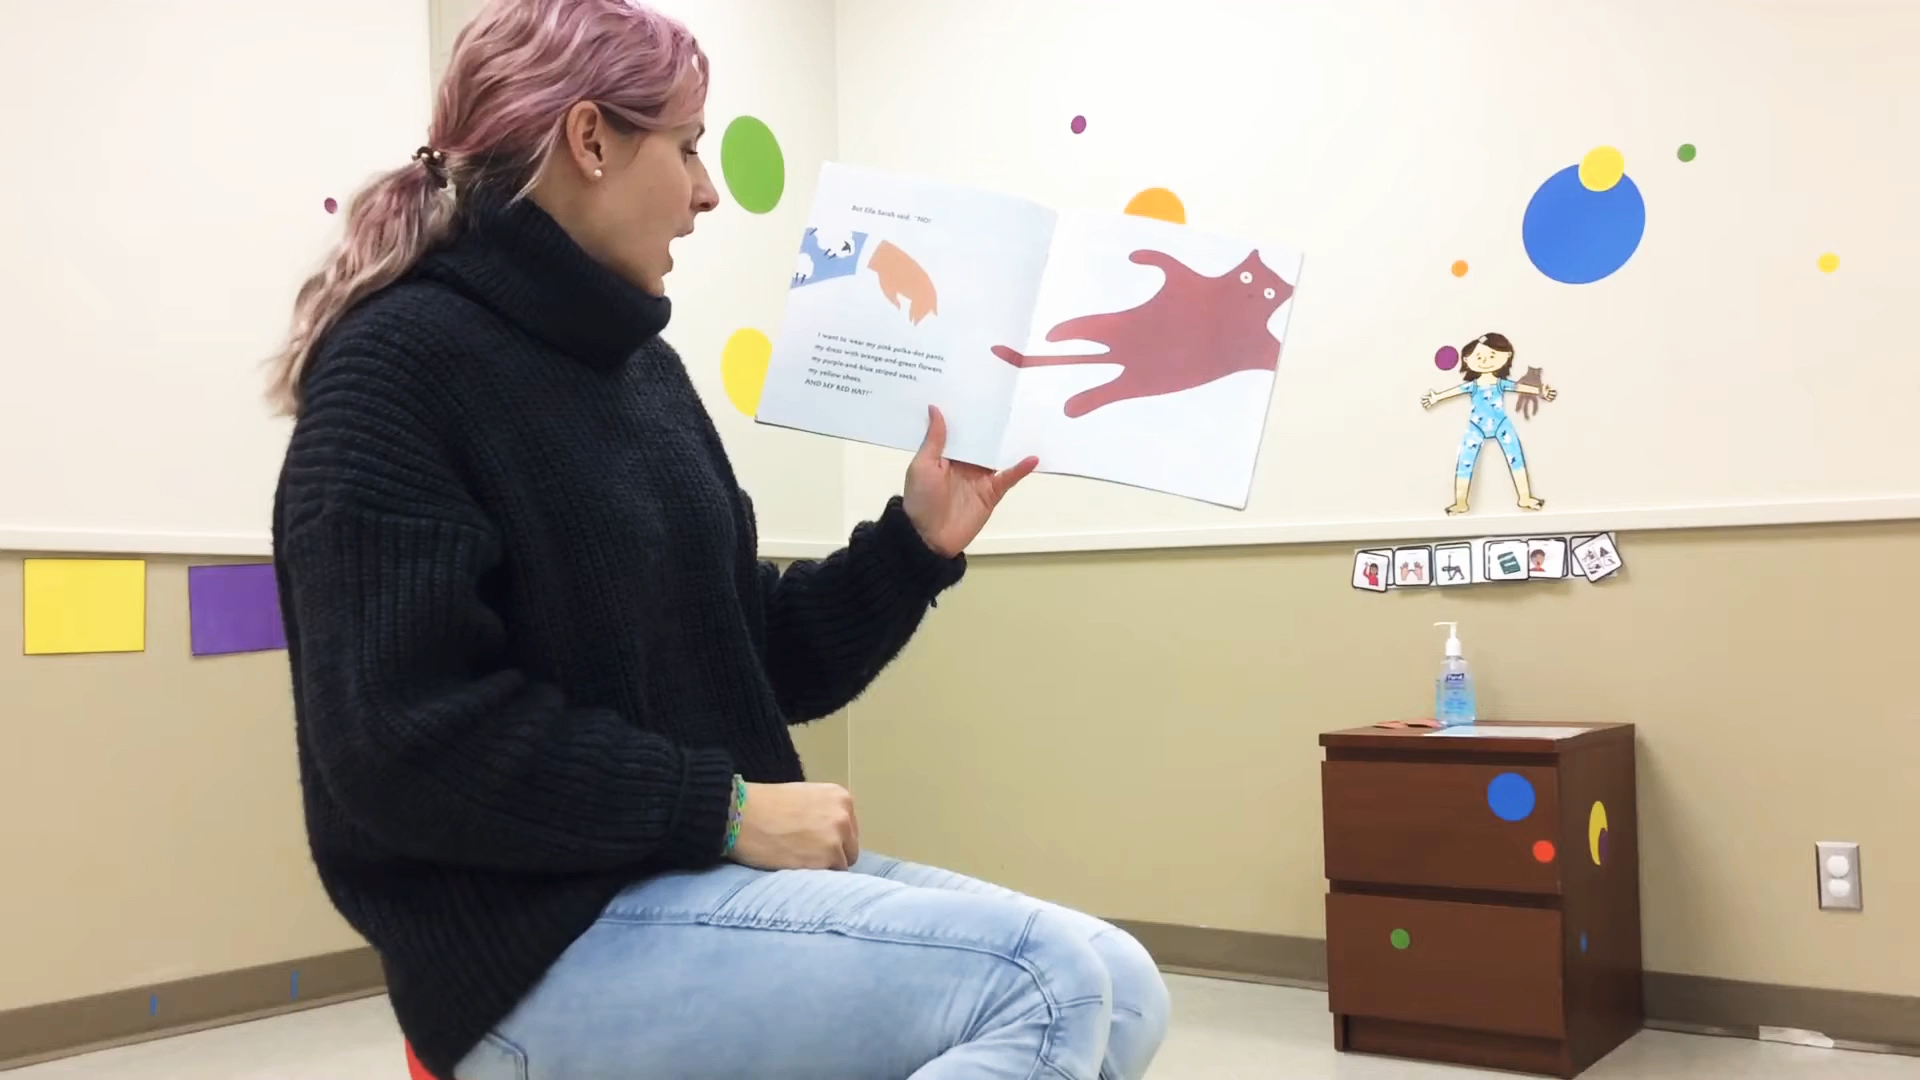 But Ella Sarah said, "NO!
I want to wear my pink polka-dot pants,
my dress with orange-and-green flowers,
my purple-and-blue striped socks,
my yellow shoes,
AND MY RED HAT!"